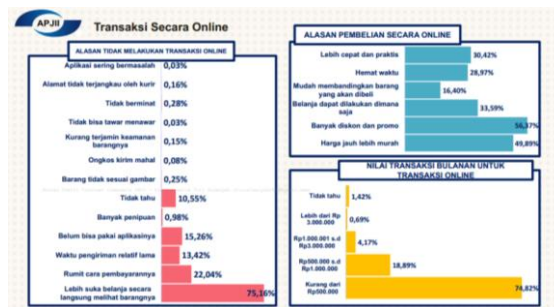 APJII
Transaksi Secara Online
ALASAN TIDAK MELAKUKAN TRANSAKSI ONLINE
Aplikasi sering bermasalah 0,03%
Alamat tidak terjangkau oleh kurir 0,16%
Tidak berminat 0,28%
Tidak bisa tawar menawar 0,03%
Kurang terjamin keamanan
barangnya 0,15%
Ongkos kirim mahal 0,08%
Barang tidak sesuai gambar 0,25%
Tidak tahu 10,55%
Banyak penipuan 0,98%
Belum bisa pakai aplikasinya 15,26%
Waktu pengiriman relatif lama 13,42%
Rumit cara pembayarannya 22,04%
Lebih suka belanja secara
langsung melihat barangnya 75,16%
ALASAN PEMBELIAN SECARA ONLINE
Lebih cepat dan praktis 30,42%
Hemat waktu 28,97%
Mudah membandingkan barang
yang akan dibeli 16,40%
Belanja dapat dilakukan dimana
saja 33,59%
Banyak diskon dan promo 56,37%
Harga jauh lebih murah 49,89%
NILAI TRANSAKSI BULANAN UNTUK
TRANSAKSI ONLINE
Tidak tahu 1,42%
Lebih dari Rp
3.000.000 0,69%
Rp1.000.001 s.d
Rp3.000.000 4,17%
Rp500.000 s.d
Rp1.000.000 18,89%
Kurang dari
Rp500.000 74,82%